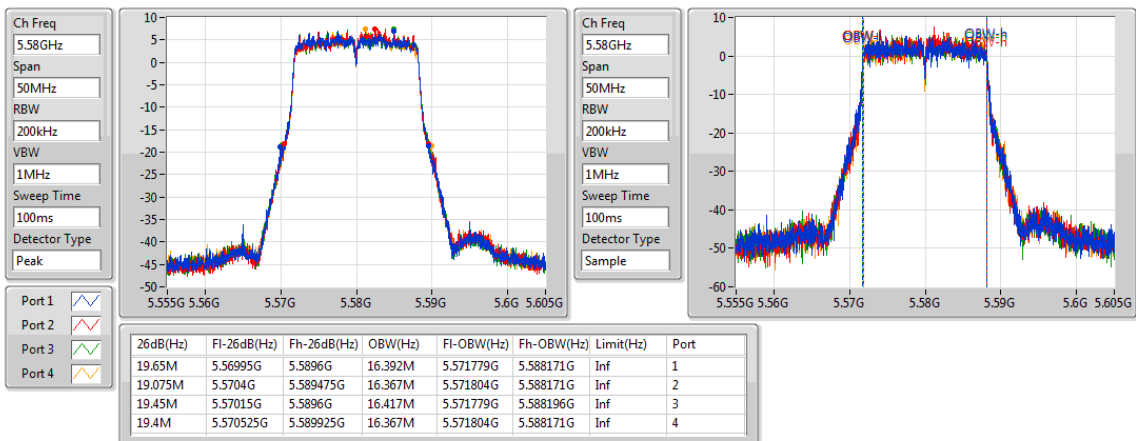 Ch Freq
5.58GHz
Span
50MHz
RBW
200kHz
VBW
1MHz
Sweep Time
100ms
Detector Type
Peak
10
5
0
-5
-10
-15
-20
-25
-30
-35
-40
-45
-50
5.555G 5.56G 5.57G 5.58G 5.59G 5.6G 5.605G
Ch Freq
5.58GHz
Span
50MHz
RBW
200kHz
VBW
1MHz
Sweep Time
100ms
Detector Type
Sample
10
0
-10
-20
-30
-40
-50
-60
OBW-l OBW-h
5.555G 5.56G 5.57G 5.58G 5.59G 5.6G 5.605G
Port 1
Port 2
Port 3
Port 4
26dB(Hz) Fl-26dB(Hz) Fh-26dB(Hz) OBW(Hz) Fl-OBW(Hz) Fh-OBW(Hz) Limit(Hz) Port
19.65M 5.56995G 5.5896G 16.392M 5.571779G 5.588171G Inf 1
19.075M 5.5704G 5.589475G 16.367M 5.571804G 5.588171G Inf 2
19.45M 5.57015G 5.5896G 16.417M 5.571779G 5.588196G Inf 3
19.4M 5.570525G 5.589925G 16.367M 5.571804G 5.588171G Inf 4